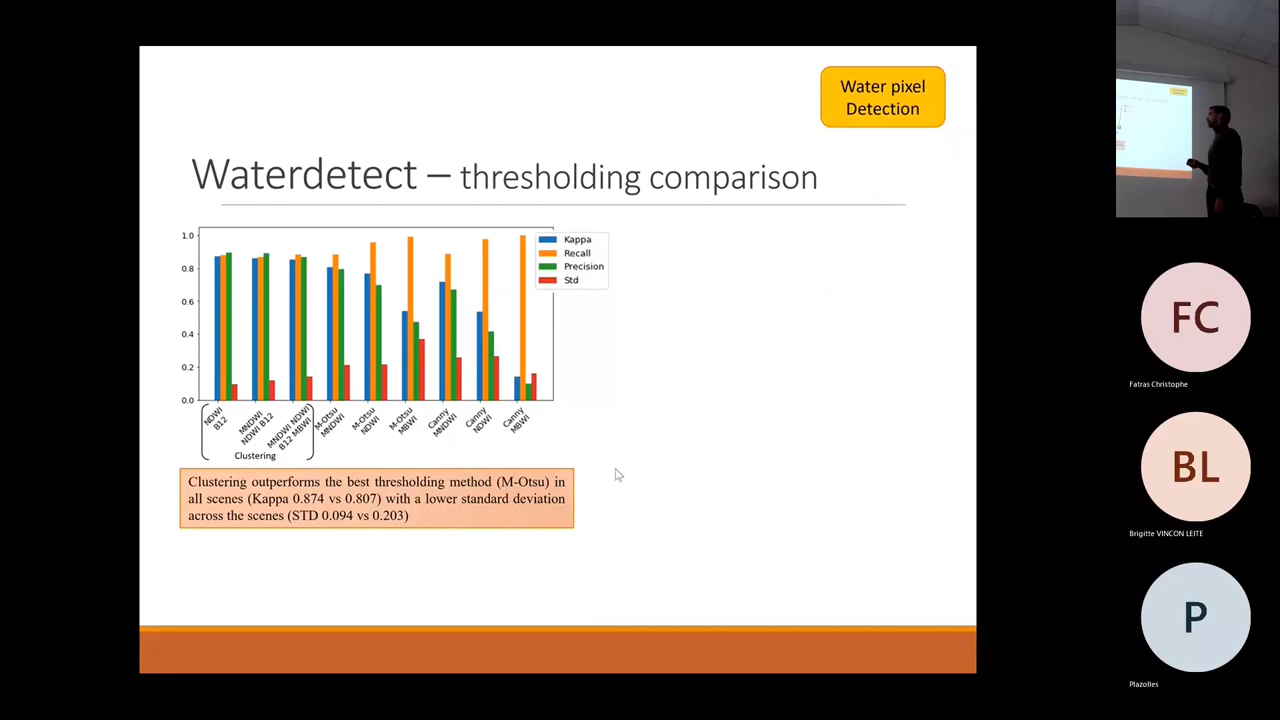 Water pixel
Detection
Waterdetect – thresholding comparison
1.0
0.8
0.6
0.4
0.2
0.0
Kappa
Recall
Precision
Std
NDWI
B12
MNDWI
NDWI B12
MNDWI NDWI
B12 MBWI
M-Otsu
MNDWI
M-Otsu
NDWI
M-Otsu
MBWI
Canny
MNDWI
Canny
NDWI
Canny
MBWI
Clustering
Clustering outperforms the best thresholding method (M-Otsu) in
all scenes (Kappa 0.874 vs 0.807) with a lower standard deviation
across the scenes (STD 0.094 vs 0.203)
FC
Fatras Christophe
BL
Brigitte VINCON LEITE
P
Plazolles